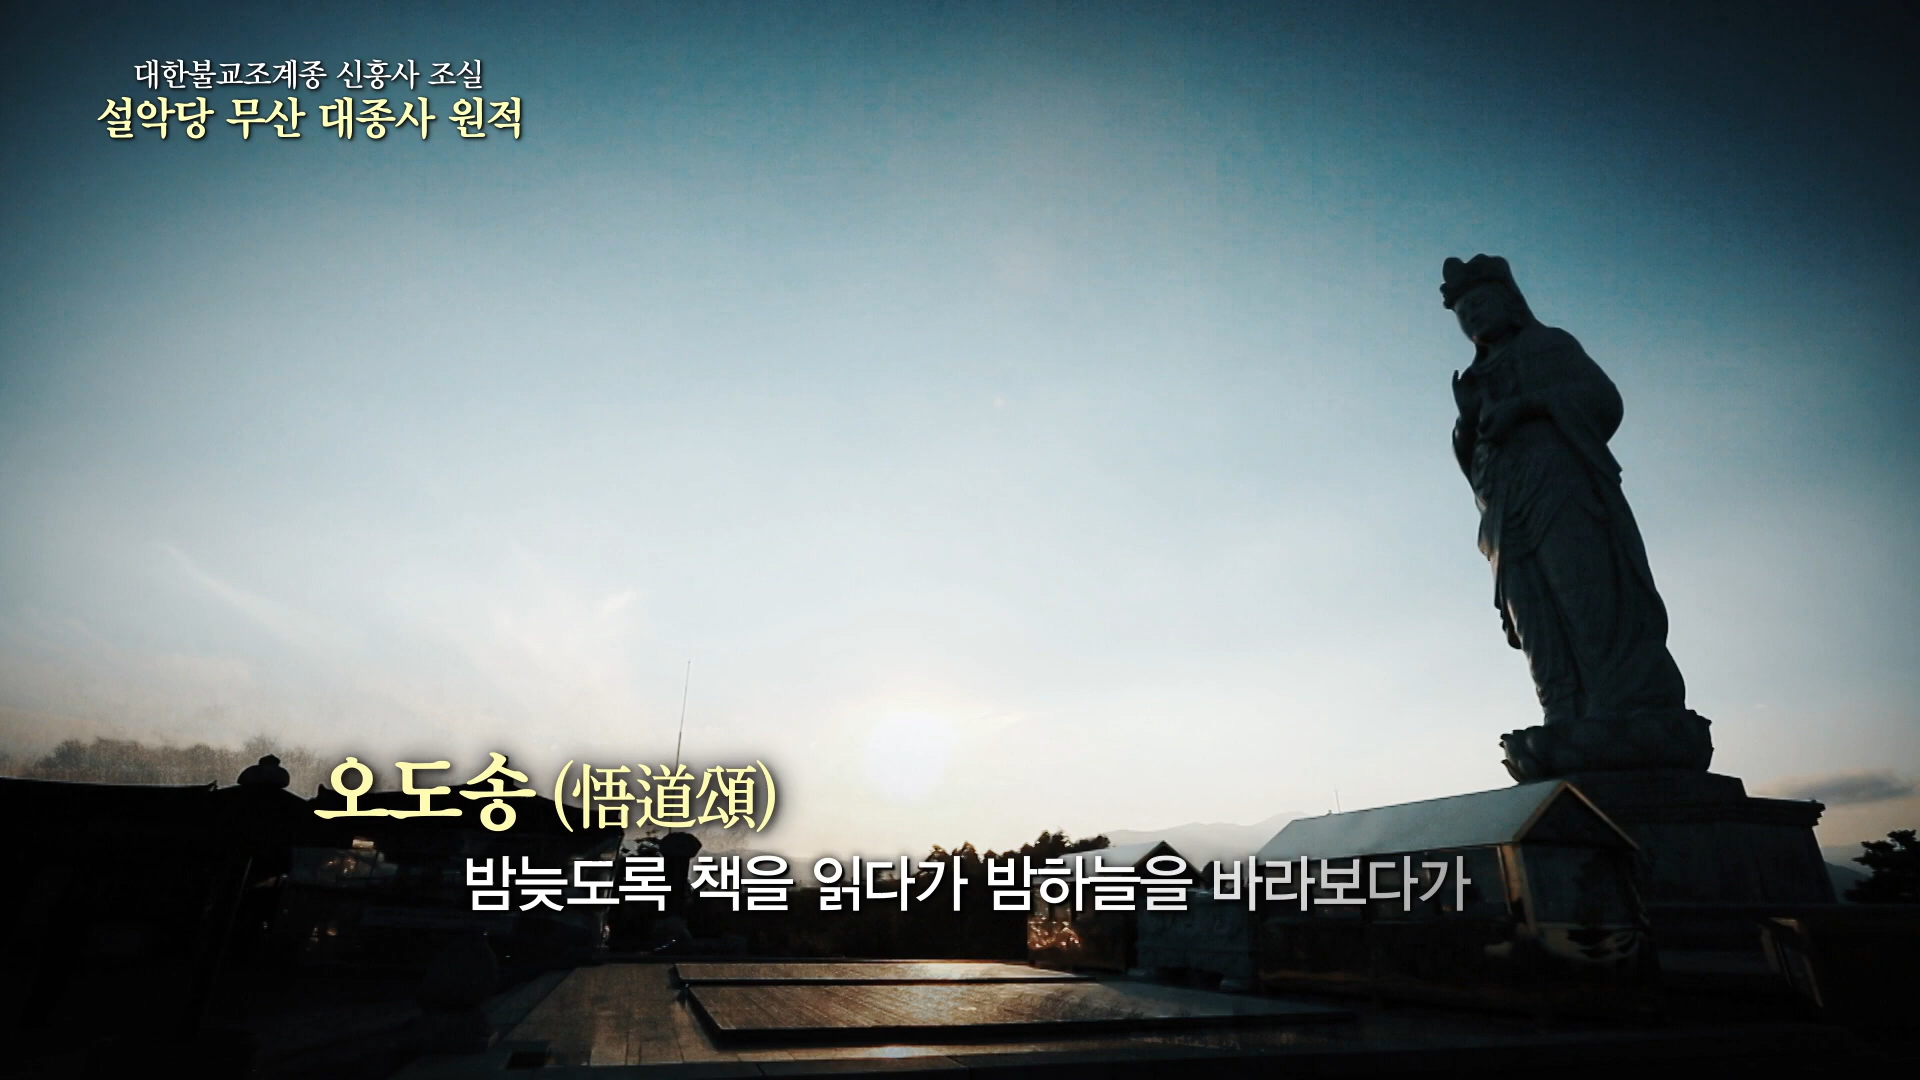 대한불교조계종 신흥사 조실
설악당 무산 대종사 원적
오도송 (悟道頌)
밤늦도록 책을 읽다가 밤하늘을 바라보다가